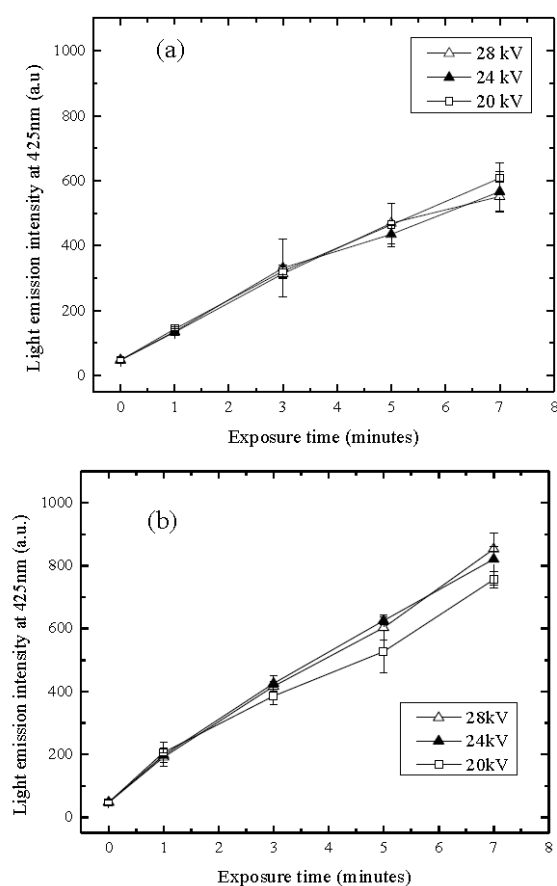 (a)
28 kV
24 kV
20 kV
1000
800
600
400
200
0
Light emission intensity at 425nm (a.u)
0 1 2 3 4 5 6 7 8
Exposure time (minutes)
(b)
1000
800
600
400
200
0
Light emission intensity at 425nm (a.u.)
28kV
24kV
20kV
0 1 2 3 4 5 6 7 8
Exposure time (minutes)